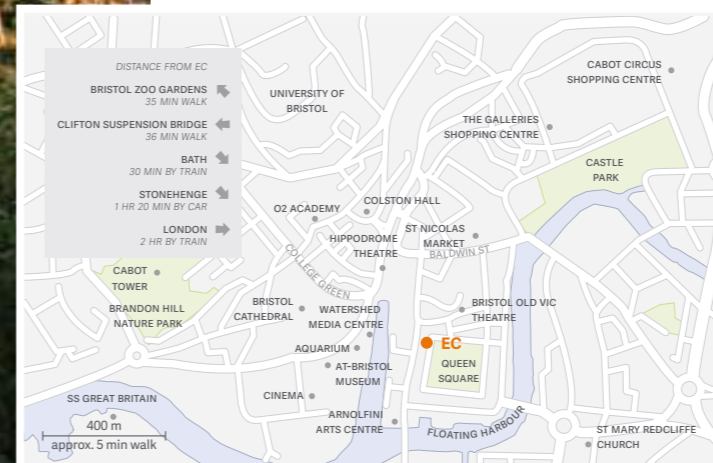 DISTANCE FROM EC
BRISTOL ZOO GARDENS
35 MIN WALK
CLIFTON SUSPENSION BRIDGE
36 MIN WALK
BATH
30 MIN BY TRAIN
STONEHENGE
1 HR 20 MIN BY CAR
LONDON
2 HR BY TRAIN
UNIVERSITY OF
BRISTOL
CABOT CIRCUS
SHOPPING CENTRE
THE GALLERIES
SHOPPING CENTRE
CASTLE
PARK
O2 ACADEMY
COLSTON HALL
HIPPODROME
THEATRE
ST NICOLAS
MARKET
BALDWIN ST
COLLEGE GREEN
CABOT
TOWER
BRANDON HILL
NATURE PARK
BRISTOL
CATHEDRAL
WATERSHED
MEDIA CENTRE
BRISTOL OLD VIC
THEATRE
AQUARIUM
EC
QUEEN
SQUARE
AT-BRISTOL
MUSEUM
CINEMA
ARNOLFINI
ARTS CENTRE
FLOATING HARBOUR
SS GREAT BRITAIN
400 m
approx. 5 min walk
ST MARY REDCLIFFE
CHURCH